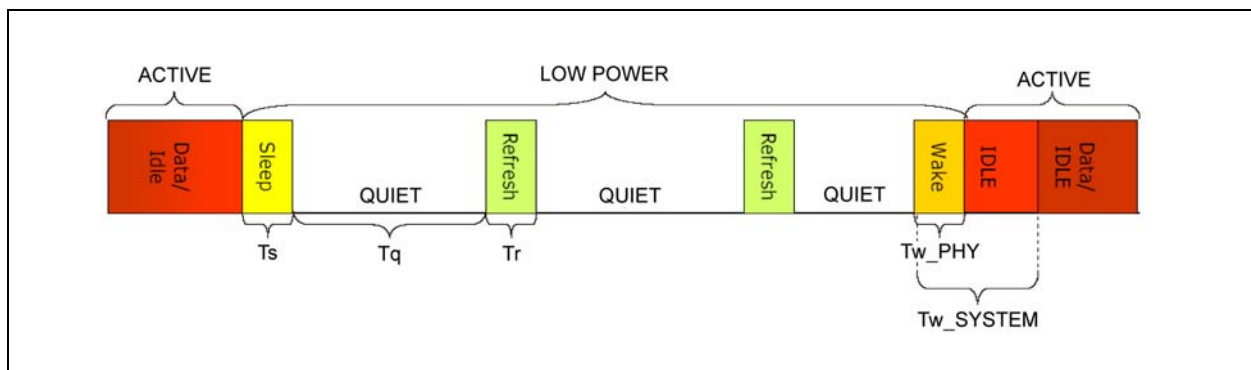 ACTIVE
LOW POWER
ACTIVE
Data/
Idle
Sleep
QUIET
Refresh
QUIET
Refresh
QUIET
Wake
IDLE
Data/
IDLE
Ts
Tq
Tr
Tw_PHY
Tw_SYSTEM